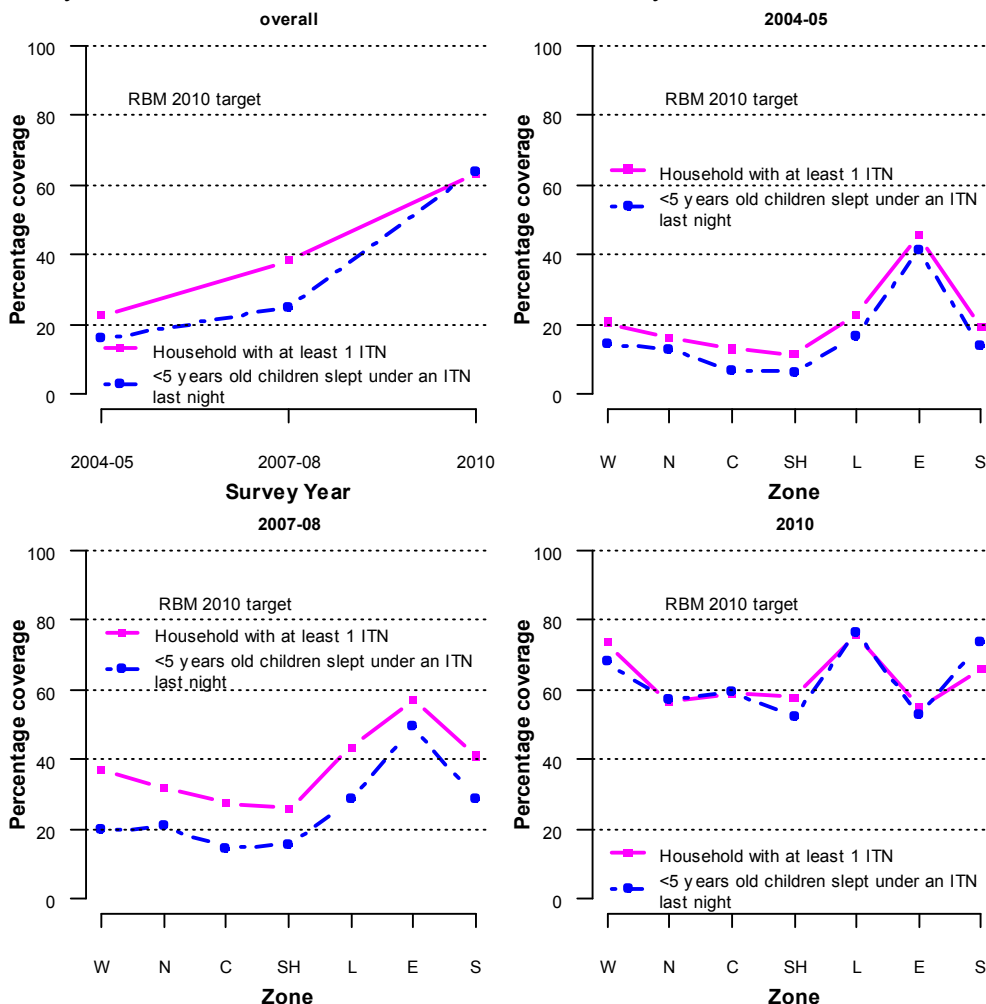 overall
100
80
60
40
20
0
Percentage coverage
RBM 2010 target
Household with at least 1 ITN
<5 years old children slept under an ITN
last night
2004-05
2007-08
2010
Survey Year
2004-05
100
80
60
40
20
0
Percentage coverage
RBM 2010 target
Household with at least 1 ITN
<5 years old children slept under an ITN
last night
W
N
C
SH
L
E
S
Zone
2007-08
100
80
60
40
20
0
Percentage coverage
RBM 2010 target
Household with at least 1 ITN
<5 years old children slept under an ITN
last night
W
N
C
SH
L
E
S
Zone
2010
100
80
60
40
20
0
Percentage coverage
RBM 2010 target
Household with at least 1 ITN
<5 years old children slept under an ITN
last night
W
N
C
SH
L
E
S
Zone